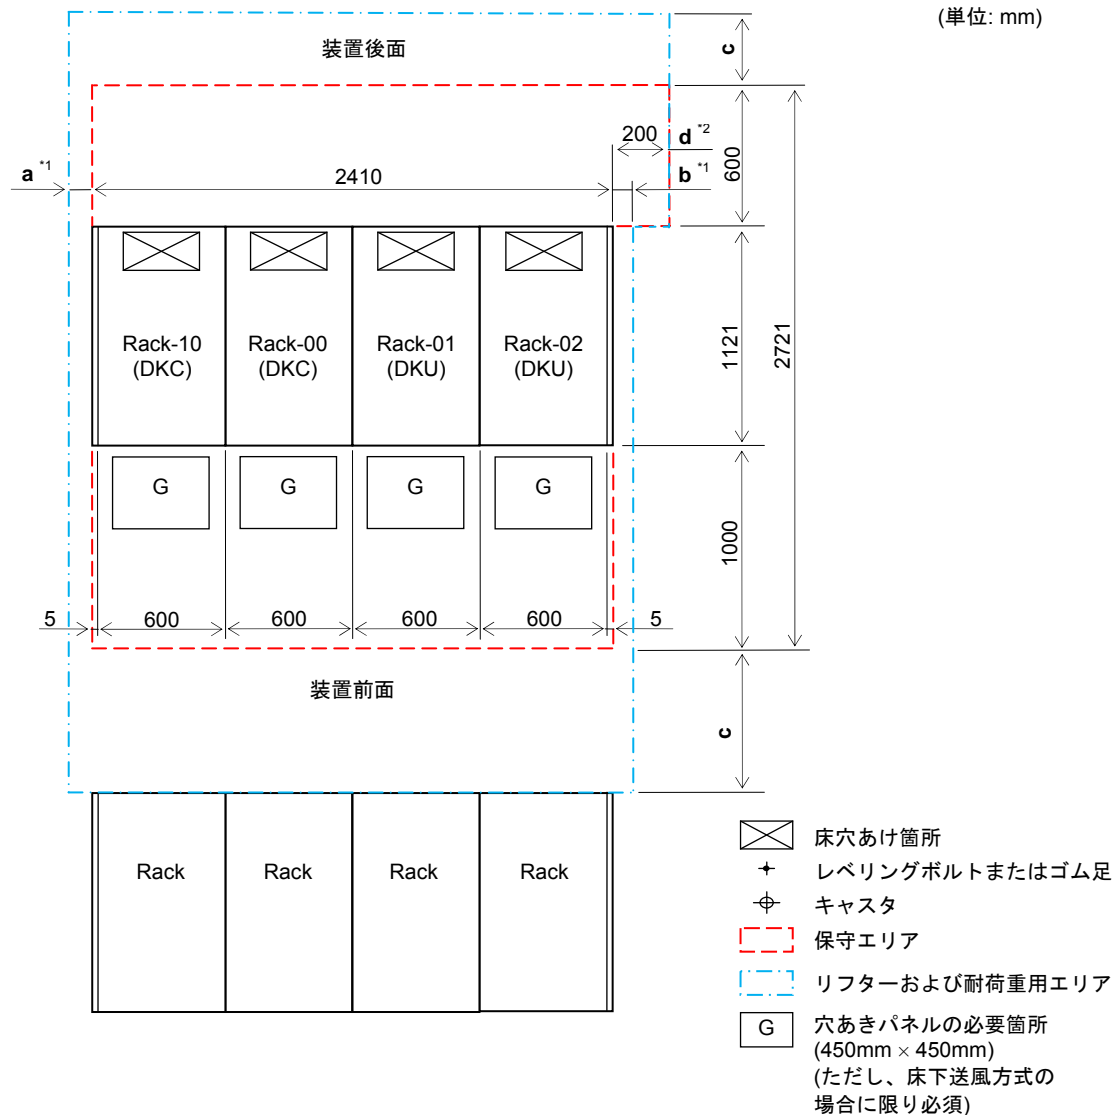 (単位: mm)
装置後面
c
200
d *2
600
a *1
2410
b *1
Rack-10
(DKC)
Rack-00
(DKC)
Rack-01
(DKU)
Rack-02
(DKU)
1121
2721
G
G
G
G
1000
5
600
600
600
600
5
装置前面
c
Rack
Rack
Rack
Rack
床穴あけ箇所
レベリングボルトまたはゴム足
キャスタ
保守エリア
リフターおよび耐荷重用エリア
G
穴あきパネルの必要箇所
(450mm × 450mm)
(ただし、床下送風方式の
場合に限り必須)